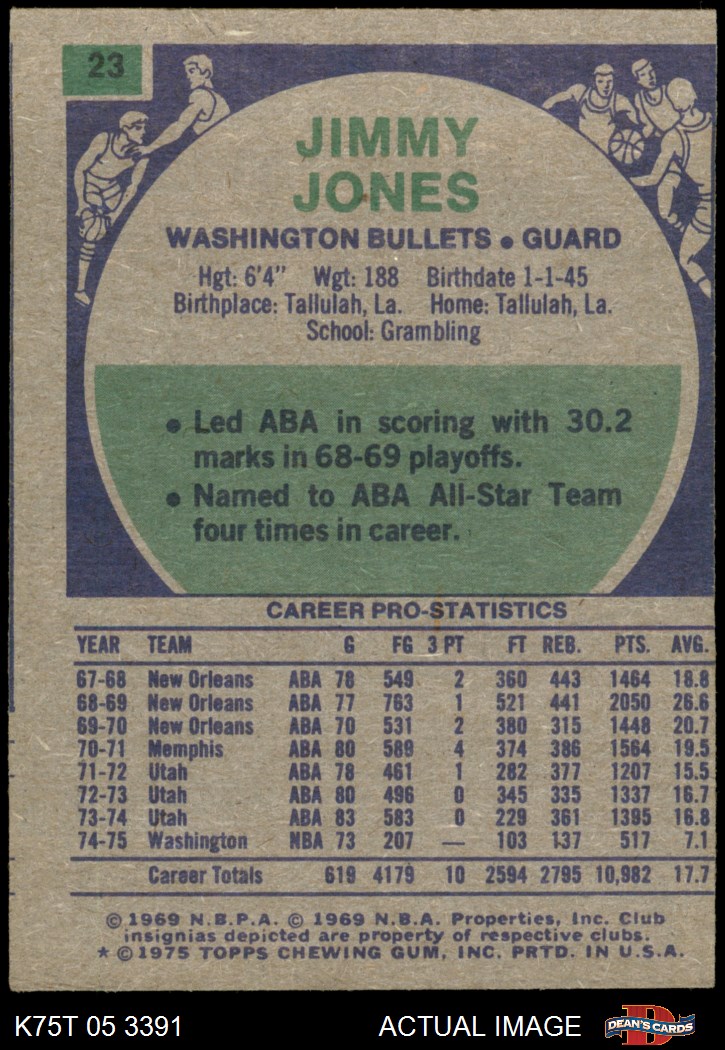 23
JIMMY
JONES
WASHINGTON BULLETS • GUARD
Hgt: 6'4" Wgt: 188 Birthdate 1-1-45
Birthplace: Tallulah, La. Home: Tallulah, La.
School: Grambling
• Led ABA in scoring with 30.2
marks in 68-69 playoffs.
• Named to ABA All-Star Team
four times in career.
CAREER PRO-STATISTICS
YEAR TEAM G FG 3 PT FT REB. PTS. AVG.
67-68 New Orleans ABA 78 549 2 360 443 1464 18.8
68-69 New Orleans ABA 77 763 1 521 441 2050 26.6
69-70 New Orleans ABA 70 531 2 380 315 1448 20.7
70-71 Memphis ABA 80 589 4 374 386 1564 19.5
71-72 Utah ABA 78 461 1 282 377 1207 15.5
72-73 Utah ABA 80 496 0 345 335 1337 16.7
73-74 Utah ABA 83 583 0 229 361 1395 16.8
74-75 Washington NBA 73 207 — 103 137 517 7.1
Career Totals 619 4179 10 2594 2795 10,982 17.7
© 1969 N.B.P.A. © 1969 N.B.A. Properties, Inc. Club
insignias depicted are property of respective clubs.
* © 1975 TOPPS CHEWING GUM, INC. PRTD. IN U.S.A.
K75T 05 3391 ACTUAL IMAGE
D
DEAN'S CARDS